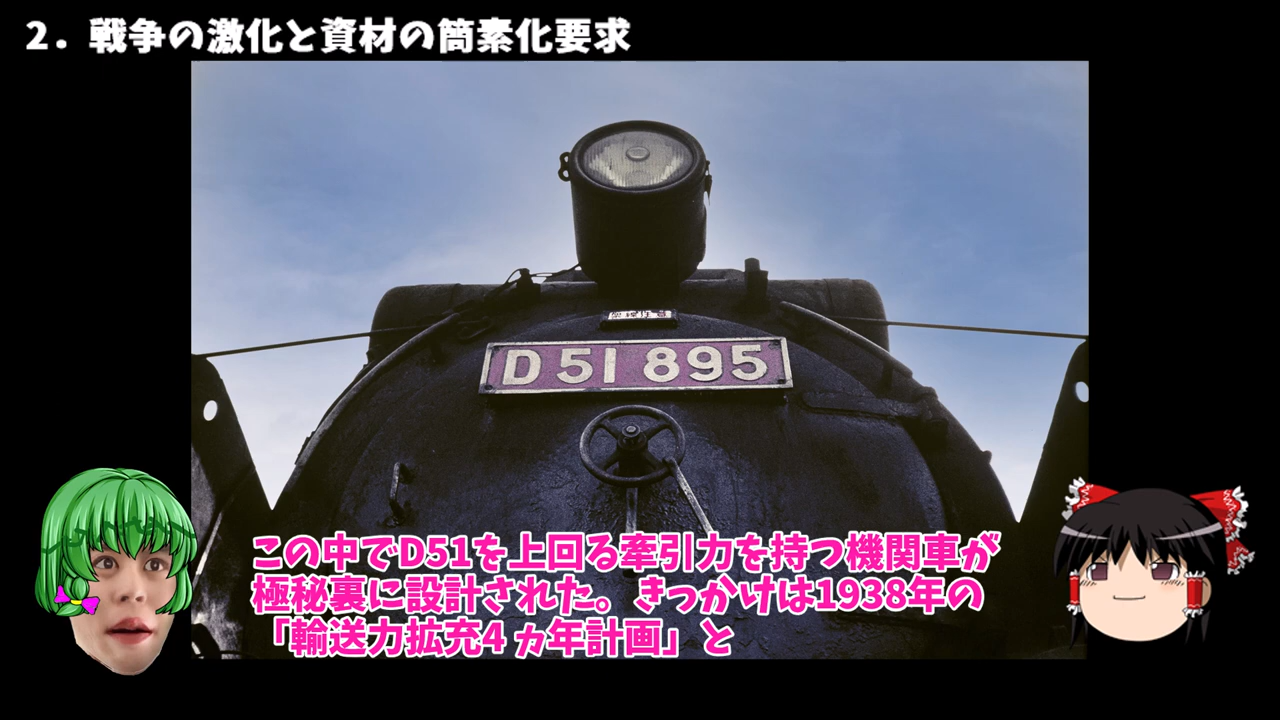 2．戦争の激化と資材の簡素化要求
D51 895
この中でD51を上回る牽引力を持つ機関車が
極秘裏に設計された。きっかけは1938年の
「輸送力拡充4ヵ年計画」と